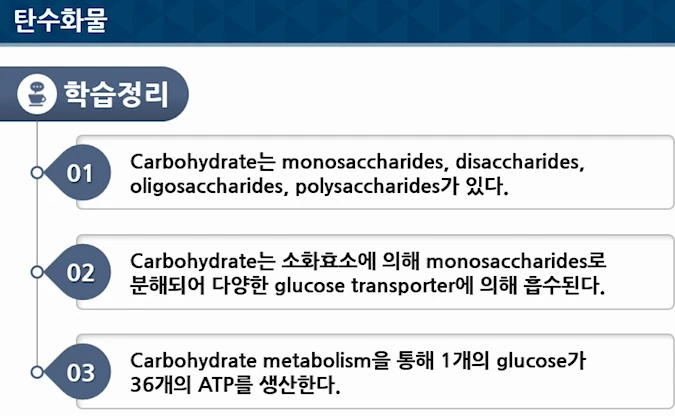 탄수화물
학습정리
01
Carbohydrate는 monosaccharides, disaccharides,
oligosaccharides, polysaccharides가 있다.
02
Carbohydrate는 소화효소에 의해 monosaccharides로
분해되어 다양한 glucose transporter에 의해 흡수된다.
03
Carbohydrate metabolism을 통해 1개의 glucose가
36개의 ATP를 생산한다.